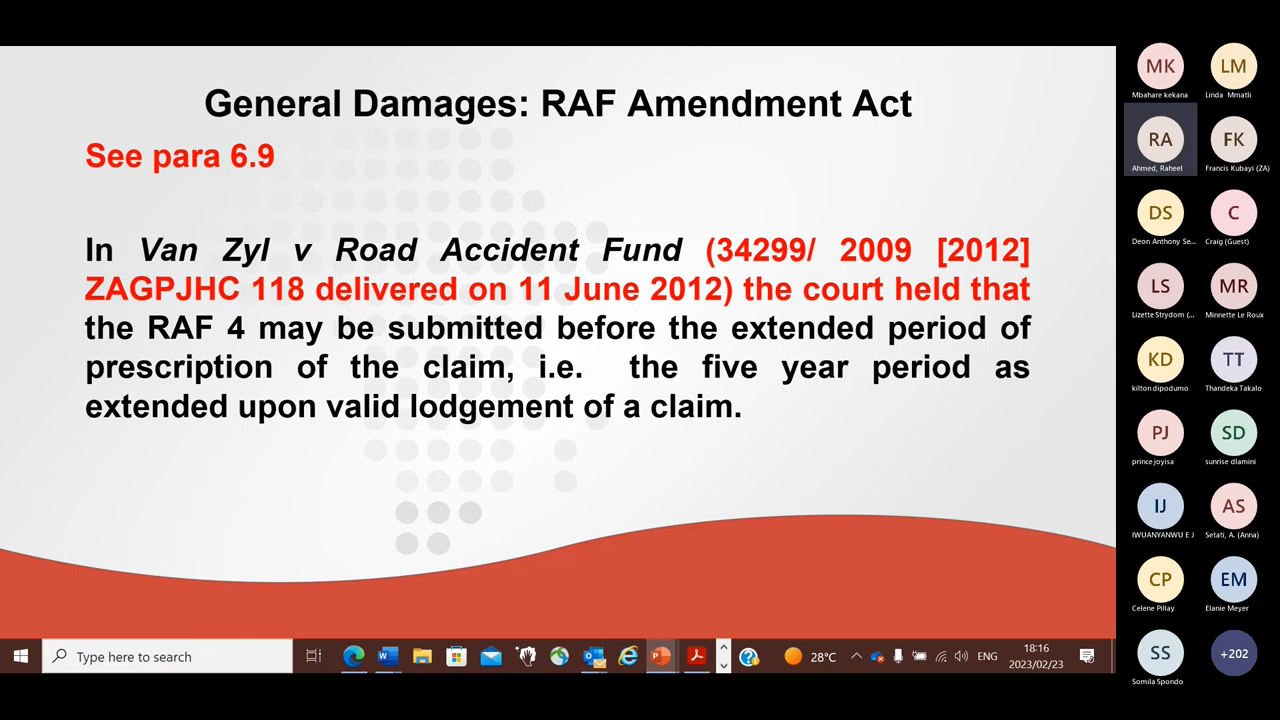 General Damages: RAF Amendment Act
See para 6.9
In Van Zyl v Road Accident Fund (34299/ 2009 [2012]
ZAGPJHC 118 delivered on 11 June 2012) the court held that
the RAF 4 may be submitted before the extended period of
prescription of the claim, i.e. the five year period as
extended upon valid lodgement of a claim.
MK
Mbahare kekana
LM
Linda Mmatli
RA
Ahmed, Raheel
FK
Francis Kubayi (ZA)
DS
Deon Anthony Se...
C
Craig (Guest)
LS
Lizette Strydom (...
MR
Minnette Le Roux
KD
kilton dipodumo
TT
Thandeka Takalo
PJ
prince joyisa
SD
sunrise dlamini
IJ
IWUANYANWU E J
AS
Setati, A. (Anna)
CP
Celene Pillay
EM
Elanie Meyer
SS
Somila Spondo
+202
Type here to search
28°C
ENG
18:16
2023/02/23